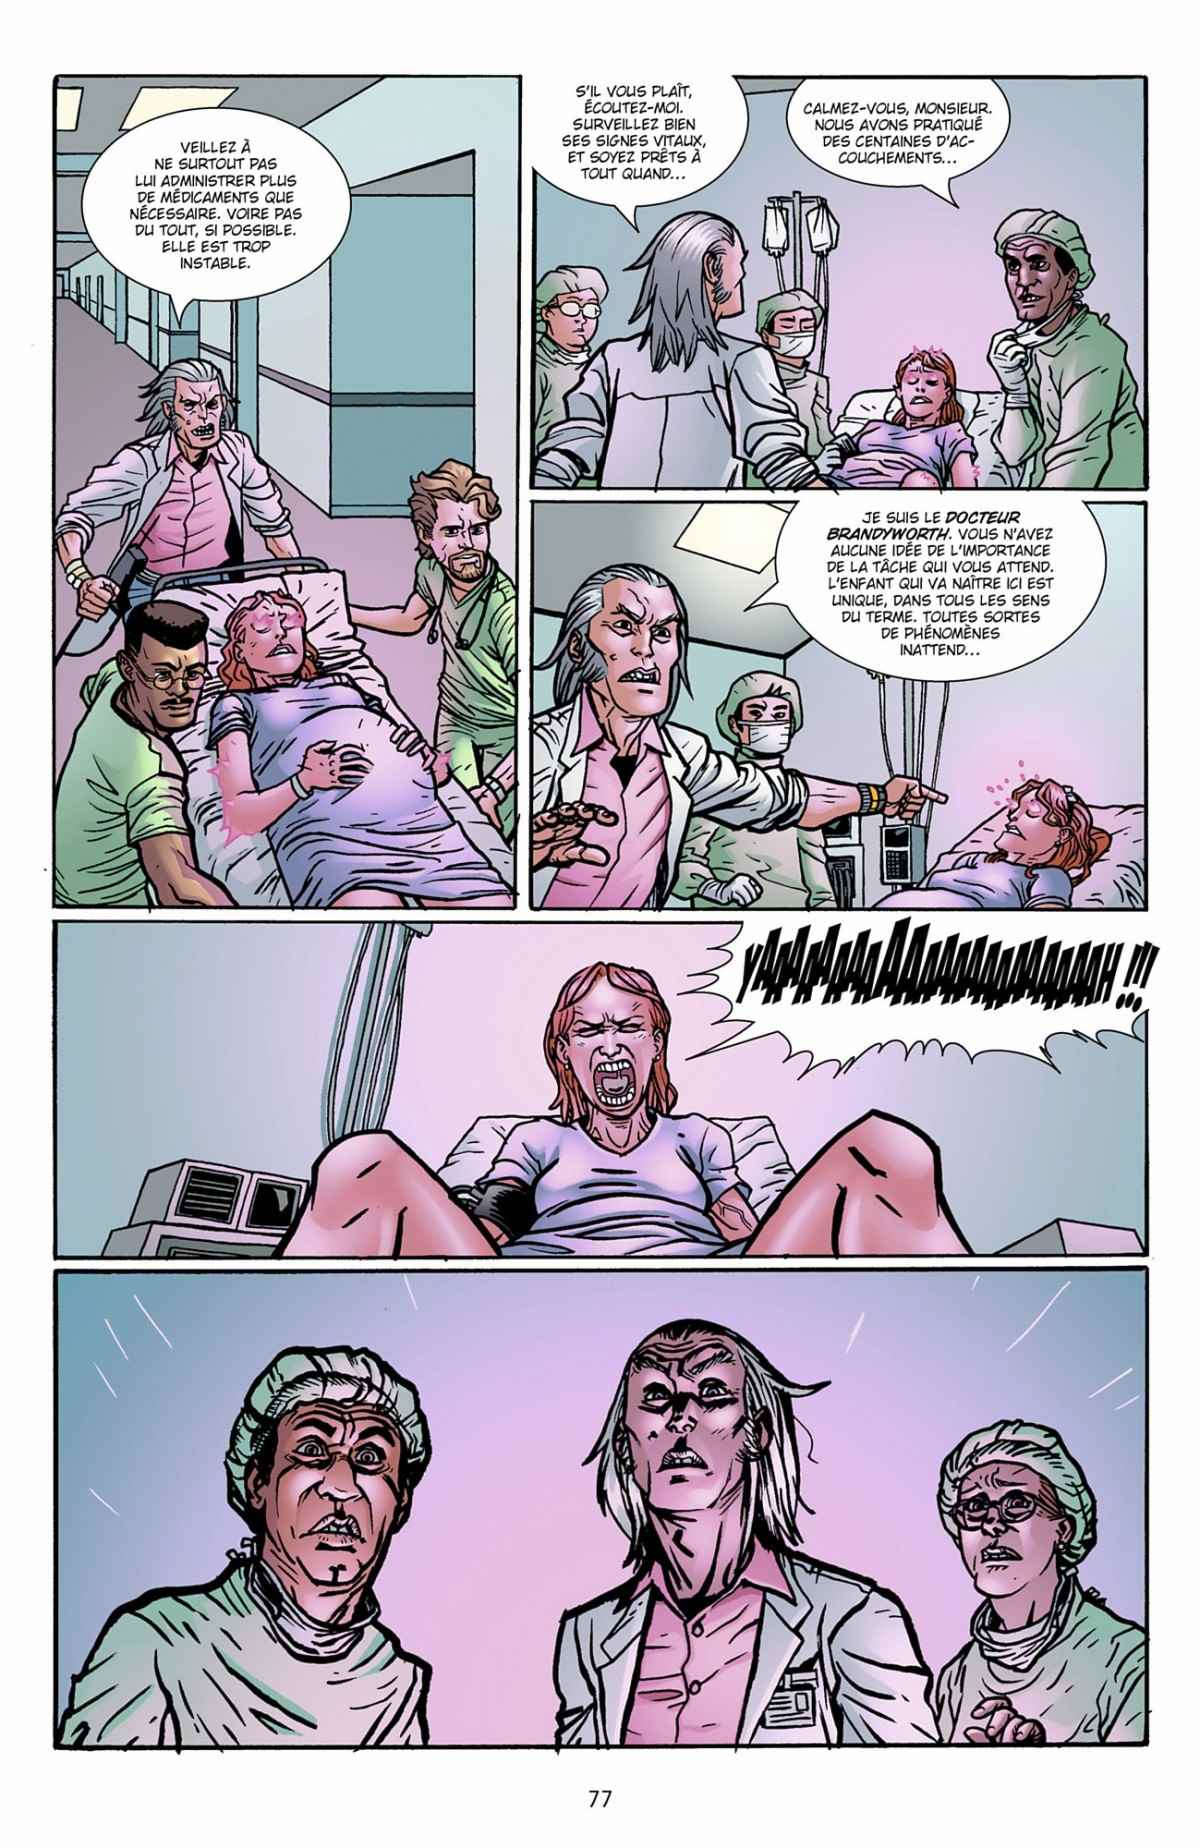 VEILLEZ À
NE SURTOUT PAS
LUI ADMINISTRER PLUS
DE MÉDICAMENTS QUE
NÉCESSAIRE. VOIRE PAS
DU TOUT, SI POSSIBLE.
ELLE EST TROP
INSTABLE.
S'IL VOUS PLAÎT,
ÉCOUTEZ-MOI.
SURVEILLEZ BIEN
SES SIGNES VITAUX,
ET SOYEZ PRÊTS À
TOUT QUAND...
CALMEZ-VOUS, MONSIEUR.
NOUS AVONS PRATIQUÉ
DES CENTAINES D'AC-
COUCHEMENTS...
JE SUIS LE DOCTEUR
BRANDYWORTH. VOUS N'AVEZ
AUCUNE IDÉE DE L'IMPORTANCE
DE LA TÂCHE QUI VOUS ATTEND.
L'ENFANT QUI VA NAÎTRE ICI EST
UNIQUE, DANS TOUS LES SENS
DU TERME. TOUTES SORTES
DE PHÉNOMÈNES
INATTEND...
77